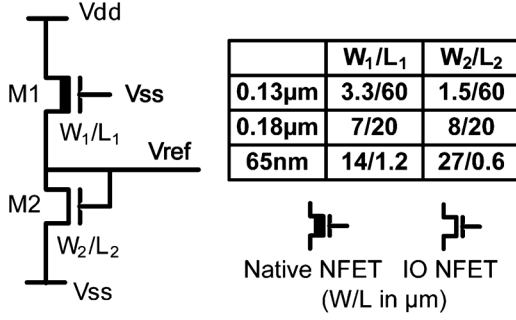 Vdd
M1
Vss
W₁/L₁
Vref
M2
W₂/L₂
Vss
W₁/L₁ W₂/L₂
0.13µm 3.3/60 1.5/60
0.18µm 7/20 8/20
65nm 14/1.2 27/0.6
Native NFET IO NFET
(W/L in µm)